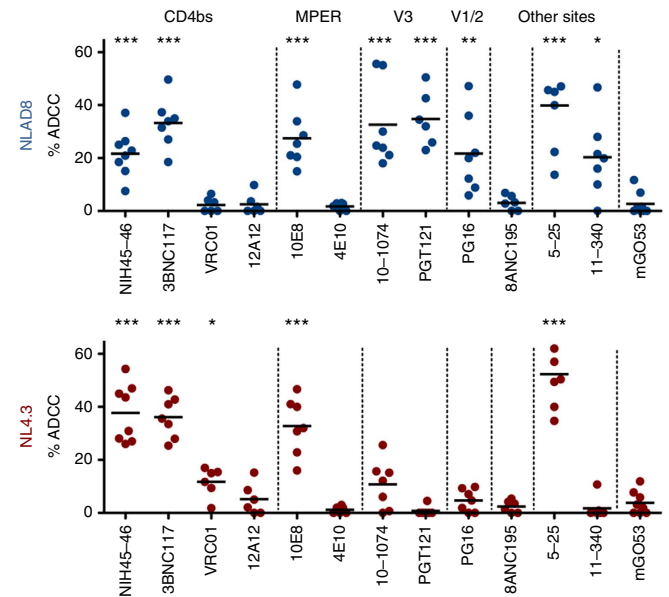 CD4bs MPER V3 V1/2 Other sites
*** *** *** *** *** ** *** *
NLAD8
% ADCC
60
40
20
0
NIH45–46 3BNC117 VRC01 12A12 10E8 4E10 10–1074 PGT121 PG16 8ANC195 5–25 11–340 mGO53
*** *** * *** ***
NL4.3
% ADCC
60
40
20
0
NIH45–46 3BNC117 VRC01 12A12 10E8 4E10 10–1074 PGT121 PG16 8ANC195 5–25 11–340 mGO53